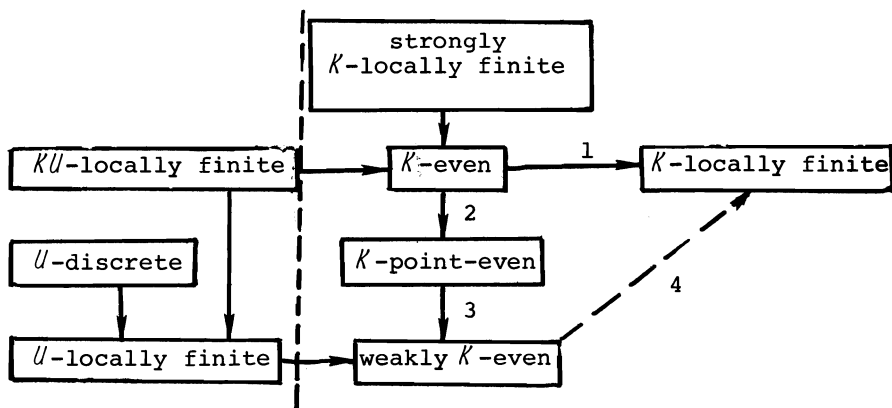 strongly
K-locally finite
KU-locally finite
K-even
1
K-locally finite
2
U-discrete
K-point-even
4
3
U-locally finite
weakly K-even